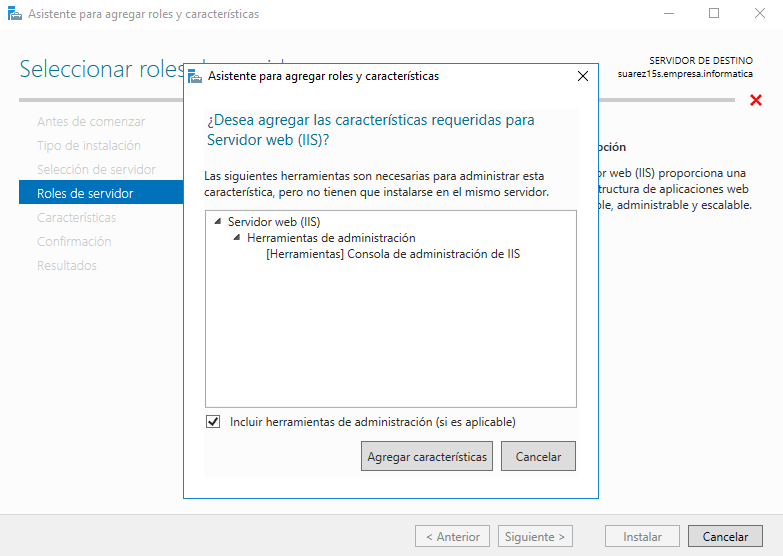 Asistente para agregar roles y características
Seleccionar roles
SERVIDOR DE DESTINO
suarez15s.empresa.informatica
Antes de comenzar
Tipo de instalación
Selección de servidor
Roles de servidor
Características
Confirmación
Resultados
Asistente para agregar roles y características
¿Desea agregar las características requeridas para
Servidor web (IIS)?
Las siguientes herramientas son necesarias para administrar esta
característica, pero no tienen que instalarse en el mismo servidor.
Servidor web (IIS)
Herramientas de administración
[Herramientas] Consola de administración de IIS
Incluir herramientas de administración (si es aplicable)
Agregar características
Cancelar
pción
or web (IIS) proporciona una
structura de aplicaciones web
ble, administrable y escalable.
< Anterior
Siguiente >
Instalar
Cancelar